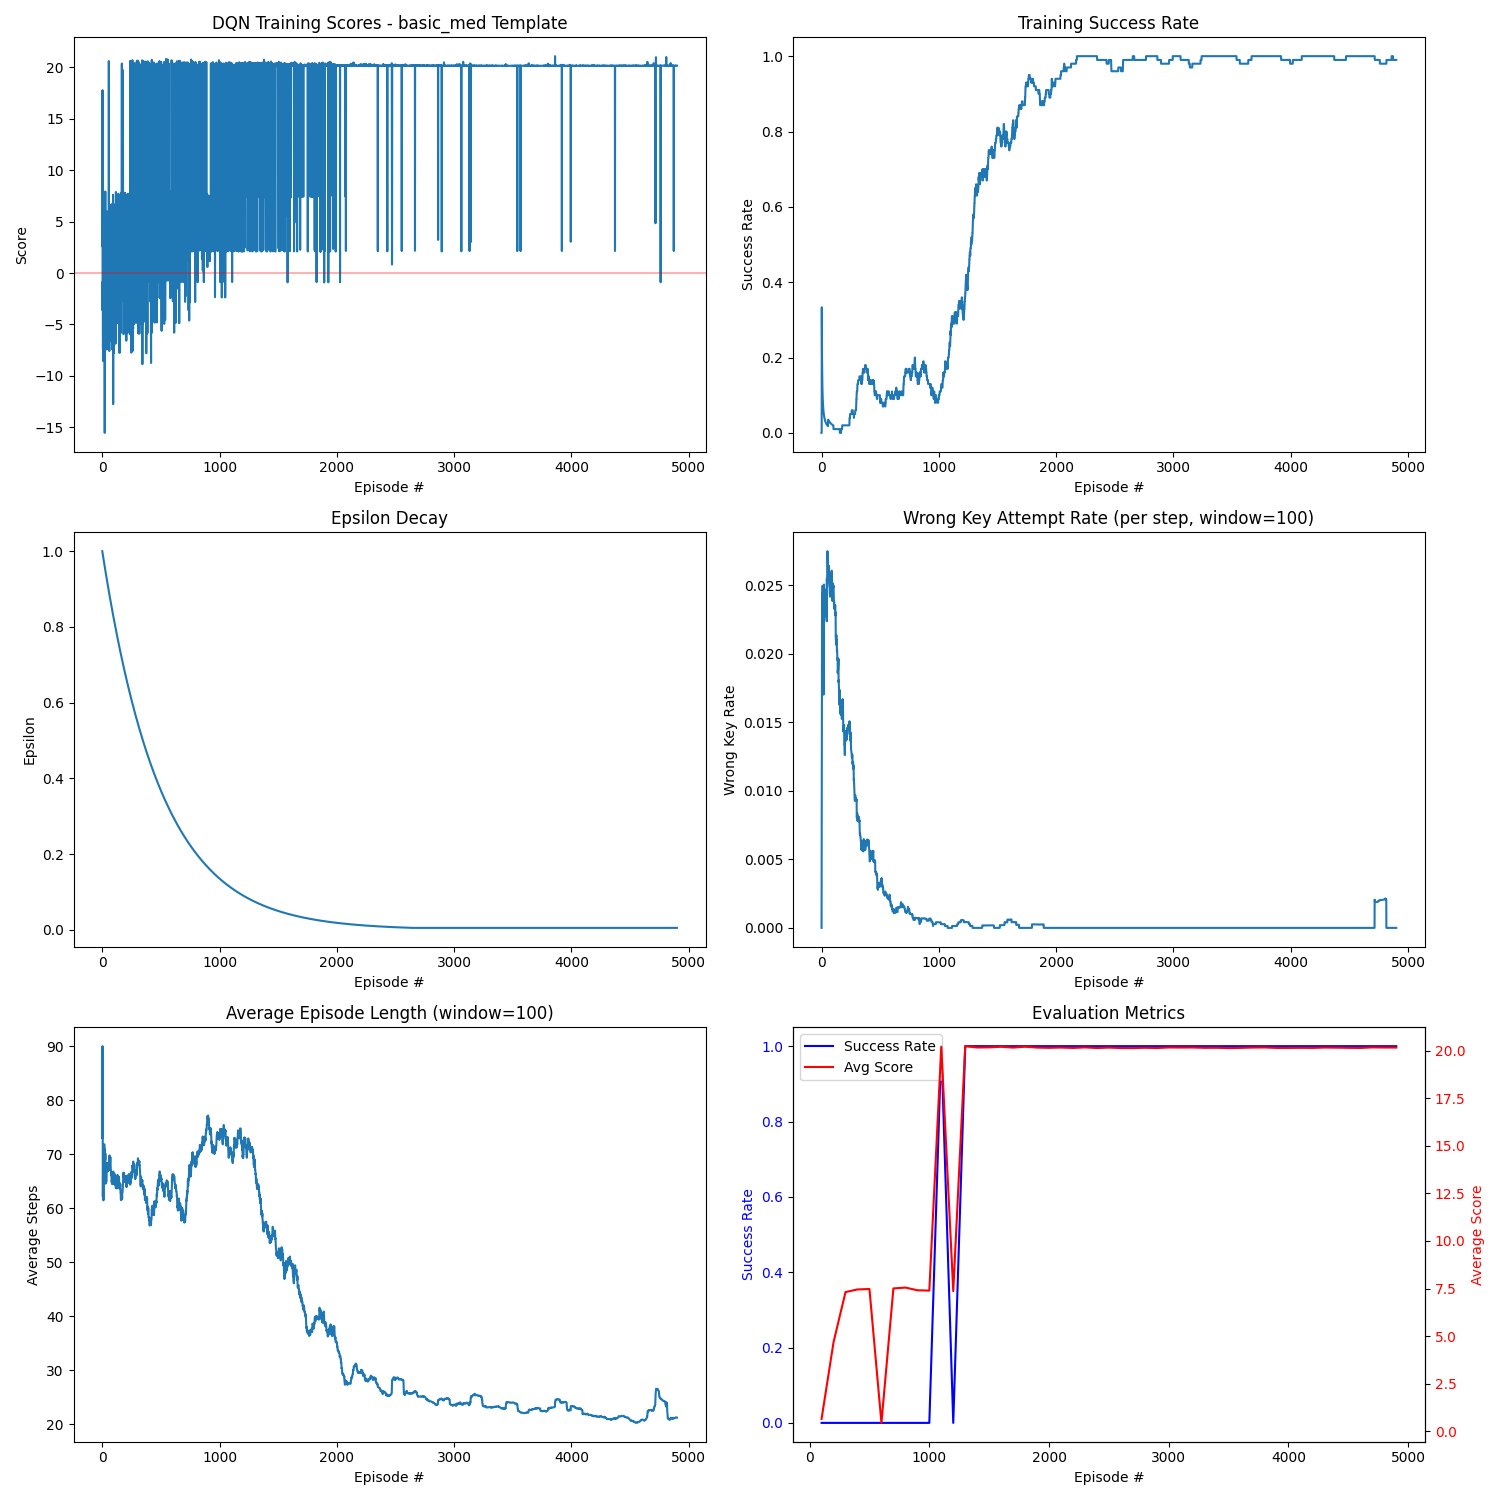 DQN Training Scores - basic_med Template
Score
20
15
10
5
0
−5
−10
−15
0 1000 2000 3000 4000 5000
Episode #
Training Success Rate
Success Rate
1.0
0.8
0.6
0.4
0.2
0.0
0 1000 2000 3000 4000 5000
Episode #
Epsilon Decay
Epsilon
1.0
0.8
0.6
0.4
0.2
0.0
0 1000 2000 3000 4000 5000
Episode #
Wrong Key Attempt Rate (per step, window=100)
Wrong Key Rate
0.025
0.020
0.015
0.010
0.005
0.000
0 1000 2000 3000 4000 5000
Episode #
Average Episode Length (window=100)
Average Steps
90
80
70
60
50
40
30
20
0 1000 2000 3000 4000 5000
Episode #
Evaluation Metrics
Success Rate
Avg Score
Success Rate
1.0
0.8
0.6
0.4
0.2
0.0
20.0
17.5
15.0
12.5
10.0
7.5
5.0
2.5
0.0
Average Score
0 1000 2000 3000 4000 5000
Episode #